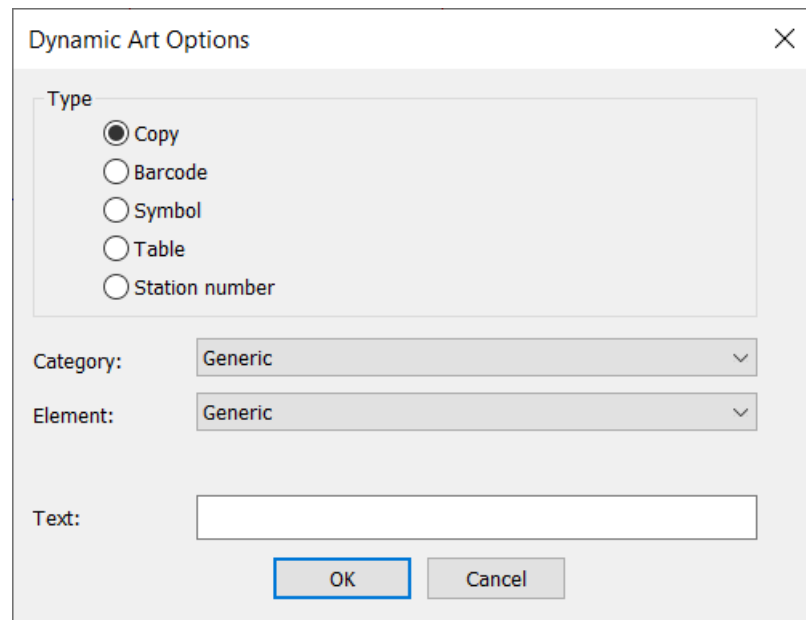 Dynamic Art Options
Type
Copy
Barcode
Symbol
Table
Station number
Category: Generic
Element: Generic
Text:
OK Cancel